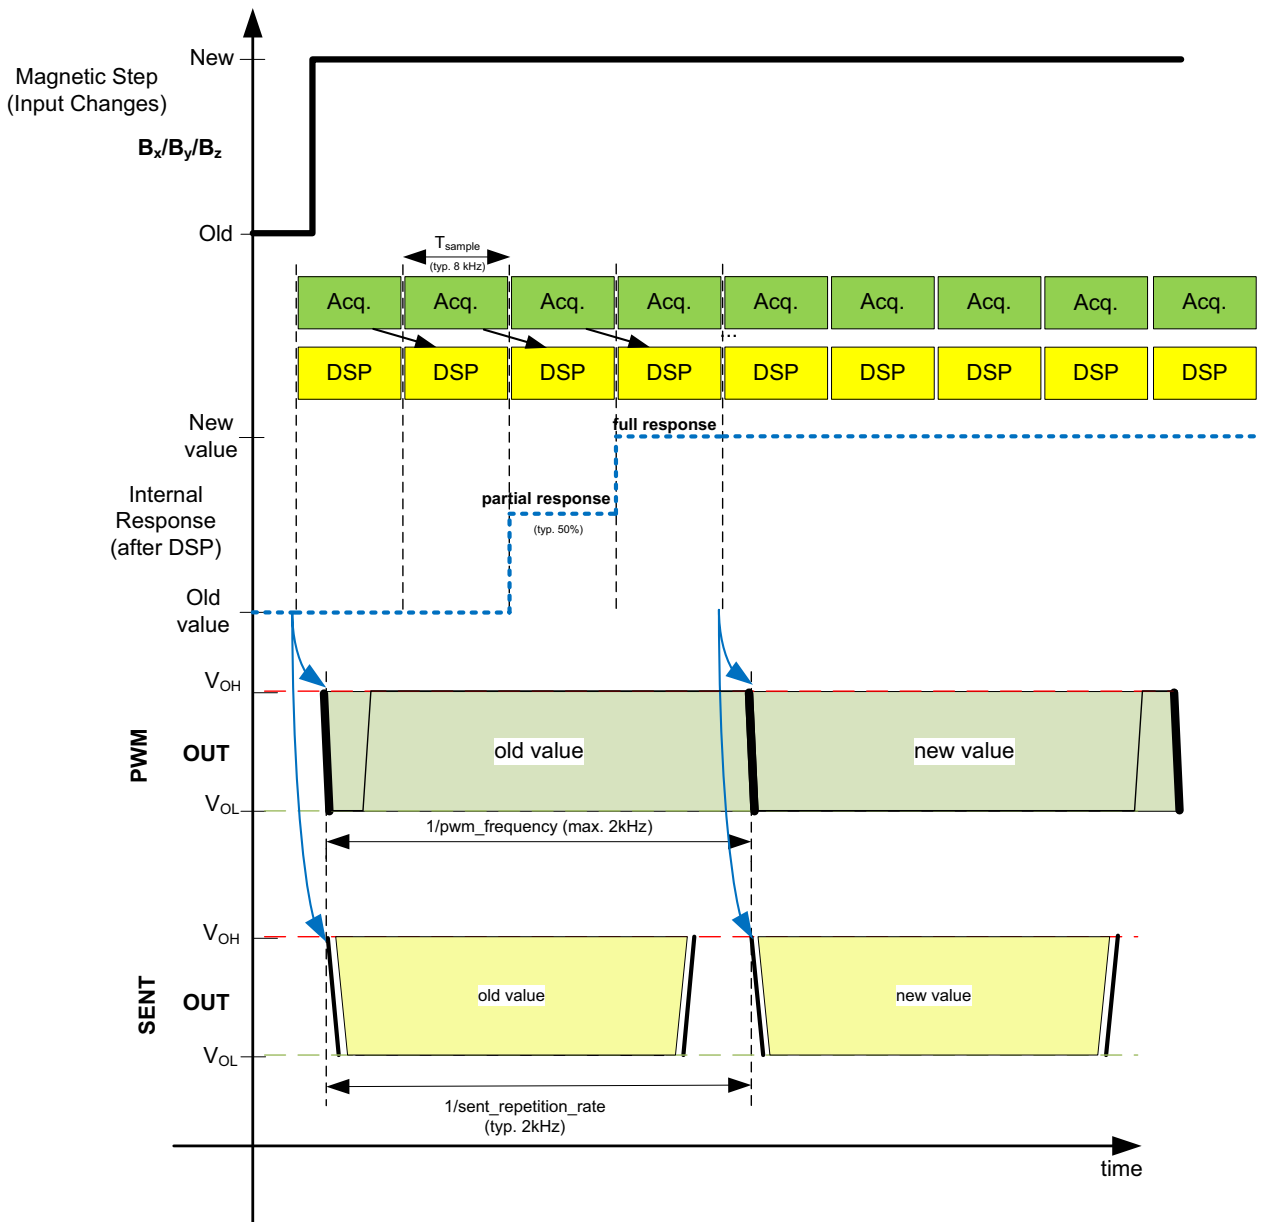 New
Magnetic Step
(Input Changes)
Bx/By/Bz
Old
Tsample
(typ. 8 kHz)
Acq. Acq. Acq. Acq. Acq. Acq. Acq. Acq. Acq.
...
DSP DSP DSP DSP DSP DSP DSP DSP DSP
New
value
full response
Internal
Response
(after DSP)
partial response
(typ. 50%)
Old
value
VOH
PWM
OUT
old value
new value
VOL
1/pwm_frequency (max. 2kHz)
VOH
SENT
OUT
old value
new value
VOL
1/sent_repetition_rate
(typ. 2kHz)
time